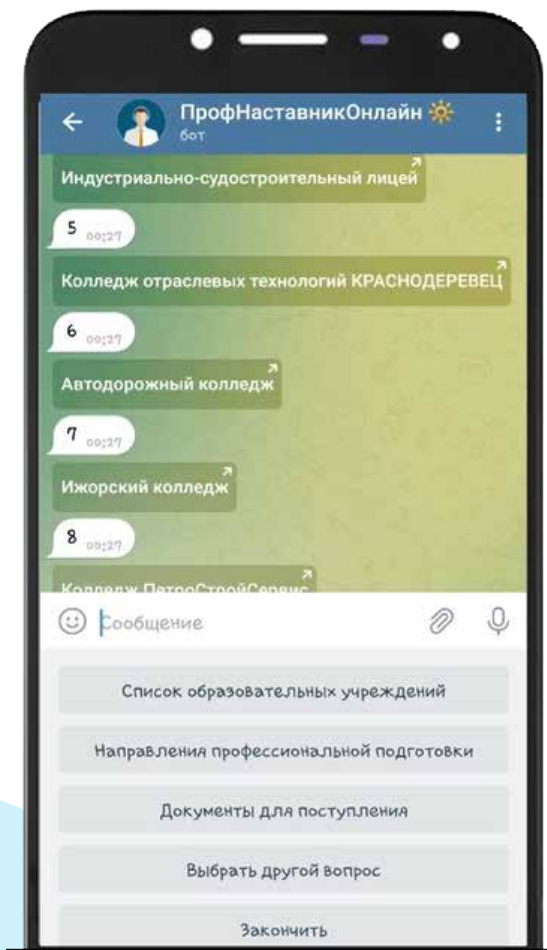 ПрофНаставникОнлайн
бот
Индустриально-судостроительный лицей
5 00:27
Колледж отраслевых технологий КРАСНОДЕРЕВЕЦ
6 00:27
Автодорожный колледж
7 00:27
Ижорский колледж
8 00:27
Колледж ПетроСтройСервис
Сообщение
Список образовательных учреждений
Направления профессиональной подготовки
Документы для поступления
Выбрать другой вопрос
Закончить